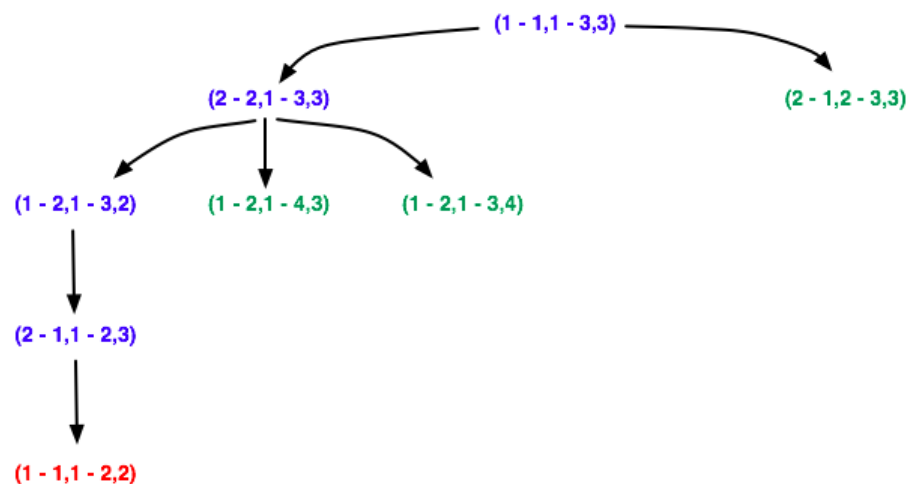 (1 - 1,1 - 3,3)
(2 - 2,1 - 3,3)
(2 - 1,2 - 3,3)
(1 - 2,1 - 3,2)
(1 - 2,1 - 4,3)
(1 - 2,1 - 3,4)
(2 - 1,1 - 2,3)
(1 - 1,1 - 2,2)